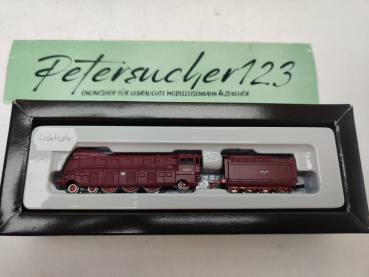 Petersucher123
ONLINESHOP FÜR GEBRAUCHTE MODELLEISENBAHN & ZUBEHÖR